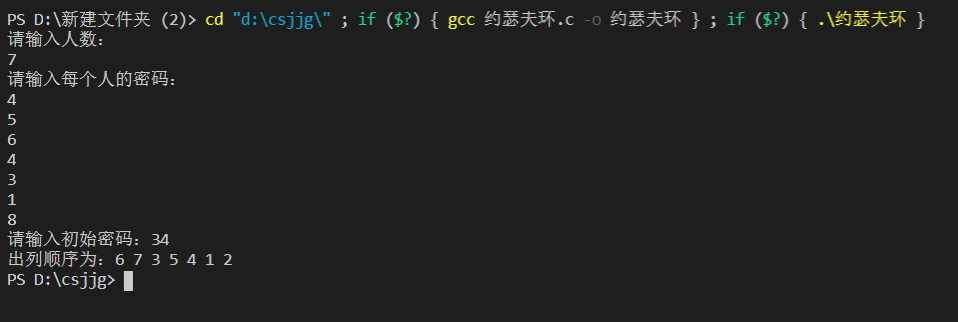 PS D:\新建文件夹 (2)> cd "d:\csjjg\" ; if ($?) { gcc 约瑟夫环.c -o 约瑟夫环 } ; if ($?) { .\约瑟夫环 }
请输入人数：
7
请输入每个人的密码：
4
5
6
4
3
1
8
请输入初始密码：34
出列顺序为：6 7 3 5 4 1 2
PS D:\csjjg>